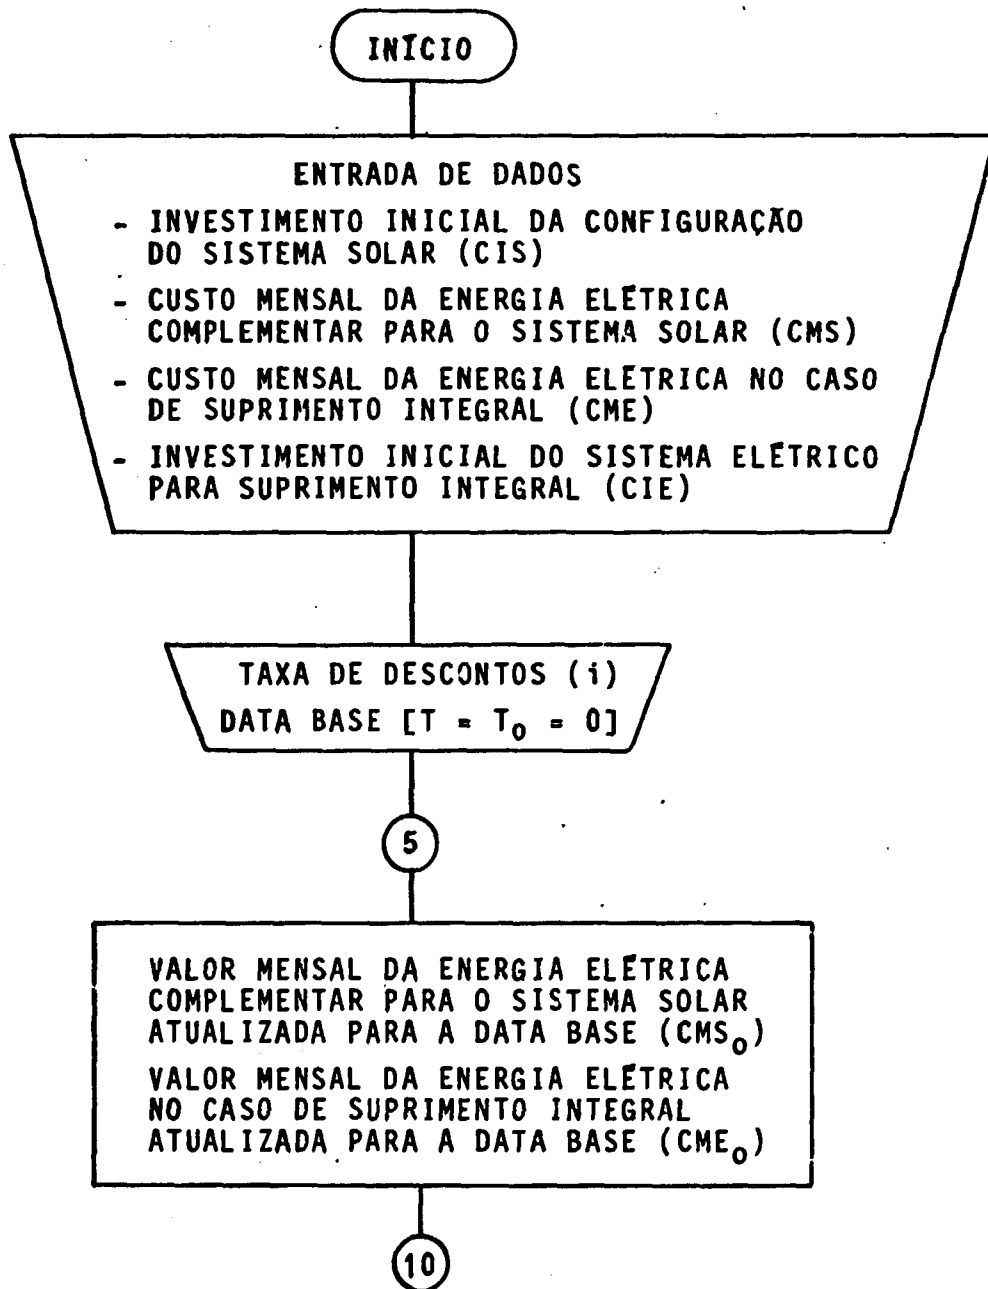 INÍCIO
ENTRADA DE DADOS
- INVESTIMENTO INICIAL DA CONFIGURAÇÃO
DO SISTEMA SOLAR (CIS)
- CUSTO MENSAL DA ENERGIA ELÉTRICA
COMPLEMENTAR PARA O SISTEMA SOLAR (CMS)
- CUSTO MENSAL DA ENERGIA ELÉTRICA NO CASO
DE SUPRIMENTO INTEGRAL (CME)
- INVESTIMENTO INICIAL DO SISTEMA ELÉTRICO
PARA SUPRIMENTO INTEGRAL (CIE)
TAXA DE DESCONTOS (i)
DATA BASE [T = T₀ = 0]
5
VALOR MENSAL DA ENERGIA ELÉTRICA
COMPLEMENTAR PARA O SISTEMA SOLAR
ATUALIZADA PARA A DATA BASE (CMS₀)
VALOR MENSAL DA ENERGIA ELÉTRICA
NO CASO DE SUPRIMENTO INTEGRAL
ATUALIZADA PARA A DATA BASE (CME₀)
10